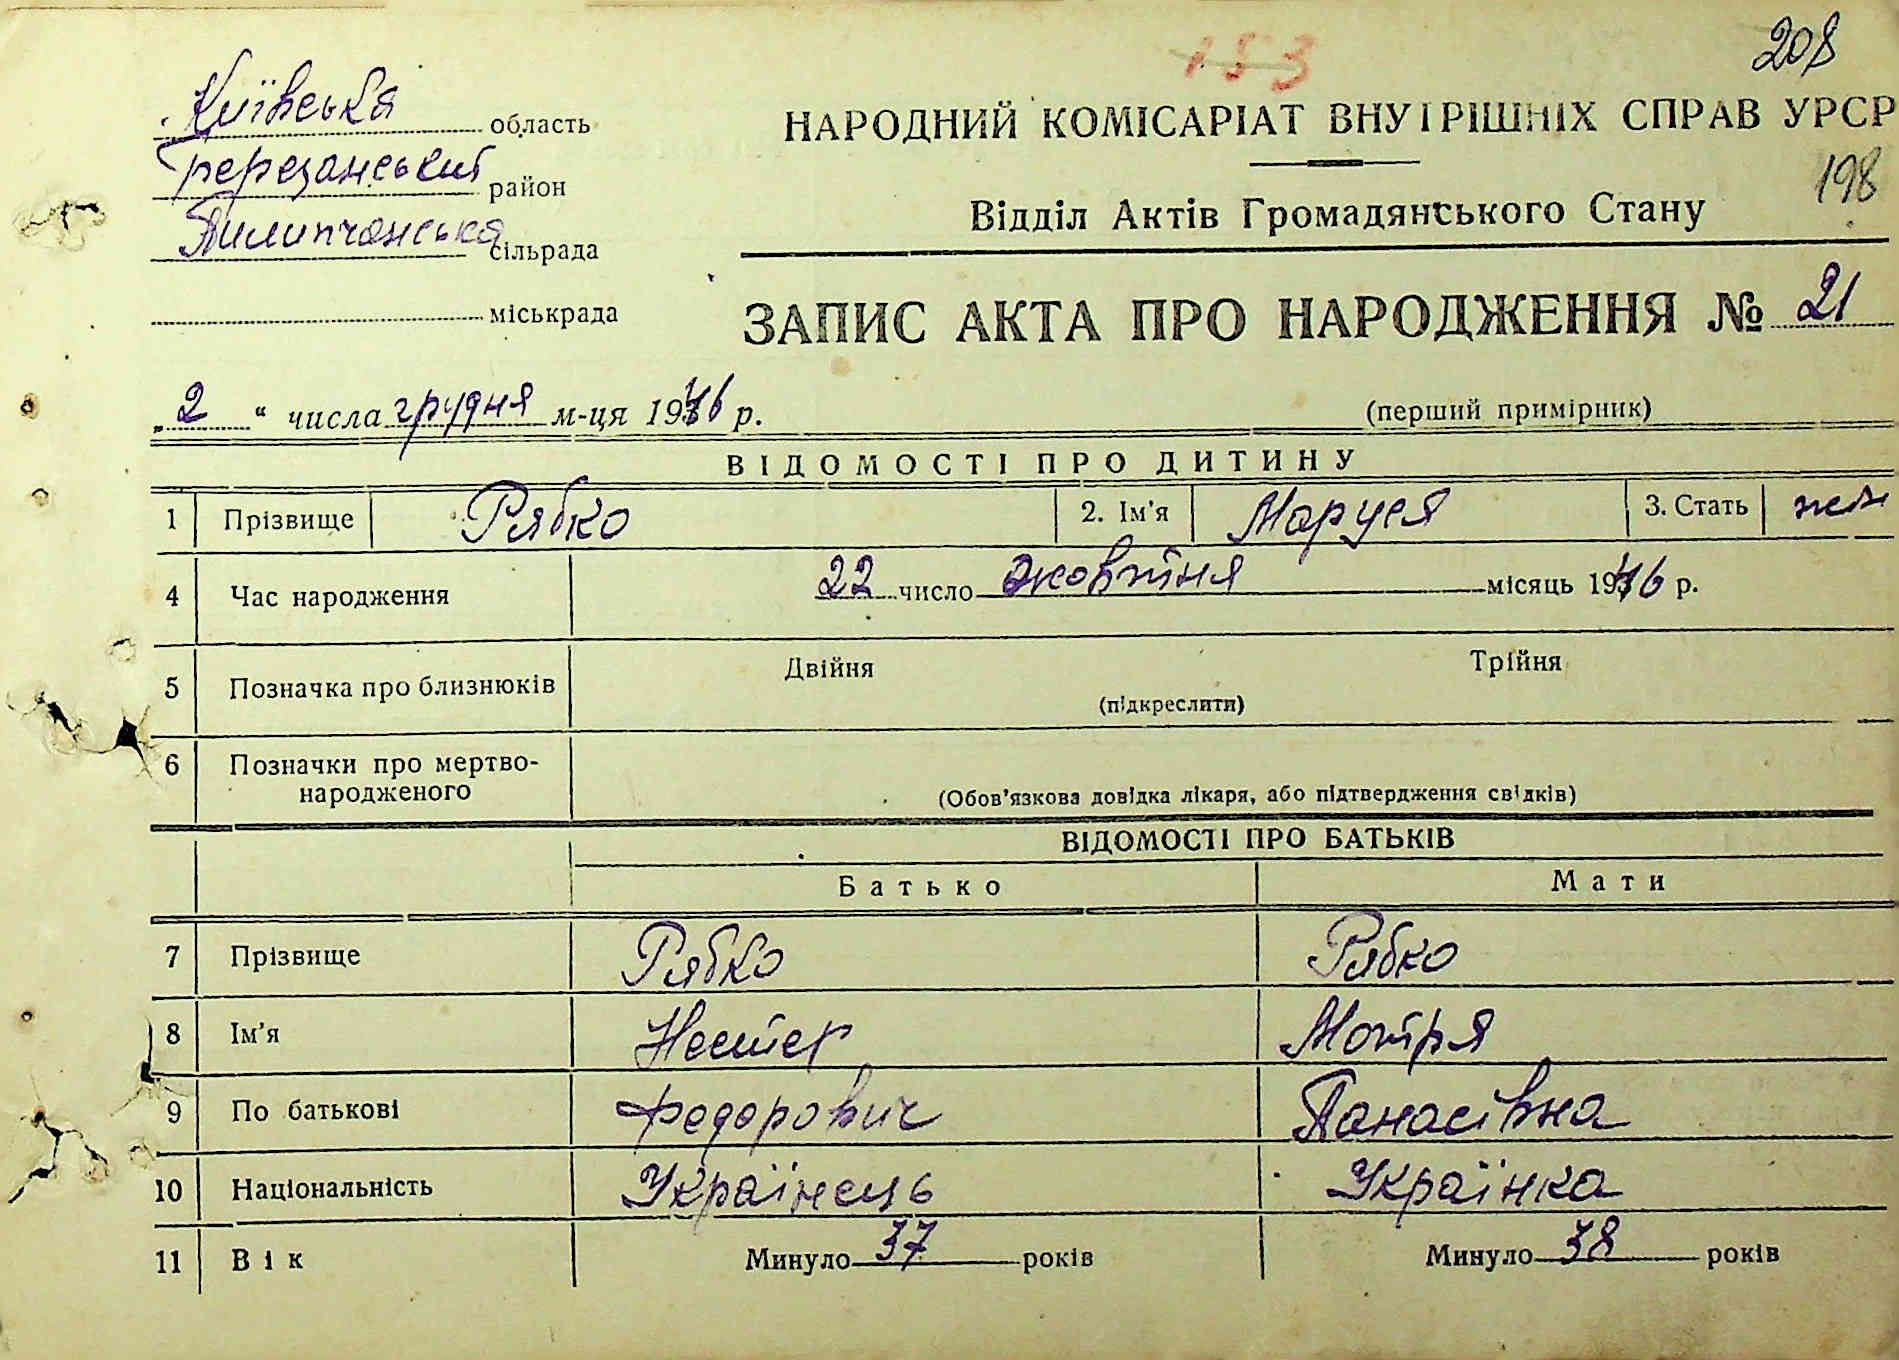 153
208
Київська область
НАРОДНИЙ КОМІСАРІАТ ВНУТРІШНІХ СПРАВ УРСР
Березанський район
198
Відділ Актів Громадянського Стану
Пилипчанська сільрада
міськрада
ЗАПИС АКТА ПРО НАРОДЖЕННЯ № 21
„2“ числа грудня м-ця 1946 р.
(перший примірник)
ВІДОМОСТІ ПРО ДИТИНУ
1 Прізвище Рябко 2. Ім'я Маруся 3. Стать жін
4 Час народження 22 число жовтня місяць 1946 р.
5 Позначка про близнюків Двійня Трійня
(підкреслити)
6 Позначки про мертво-
народженого
(Обов'язкова довідка лікаря, або підтвердження свідків)
ВІДОМОСТІ ПРО БАТЬКІВ
Батько Мати
7 Прізвище Рябко Рябко
8 Ім'я Нестер Мотря
9 По батькові Федорович Панасівна
10 Національність Українець Українка
11 Вік Минуло 37 років Минуло 38 років